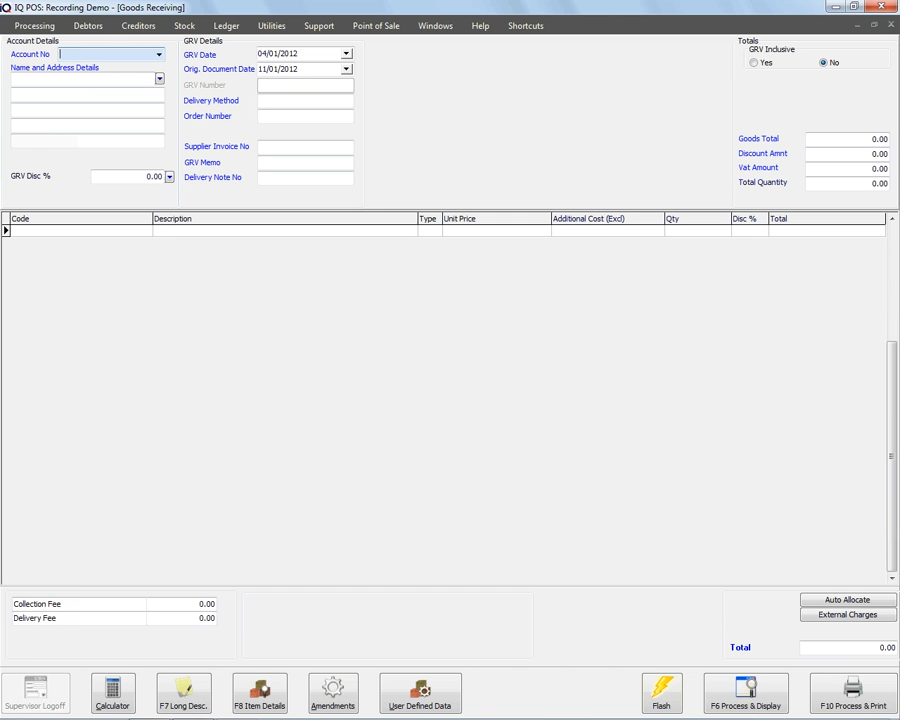 IQ POS: Recording Demo - [Goods Receiving]
Processing Debtors Creditors Stock Ledger Utilities Support Point of Sale Windows Help Shortcuts
Account Details
Account No
Name and Address Details
GRV Disc % 0.00
GRV Details
GRV Date 04/01/2012
Orig. Document Date 11/01/2012
GRV Number
Delivery Method
Order Number
Supplier Invoice No
GRV Memo
Delivery Note No
Totals
GRV Inclusive
Yes No
Goods Total 0.00
Discount Amnt 0.00
Vat Amount 0.00
Total Quantity 0.00
Code Description Type Unit Price Additional Cost (Excl) Qty Disc % Total
Collection Fee 0.00
Delivery Fee 0.00
Auto Allocate
External Charges
Total 0.00
Supervisor Logoff Calculator F7 Long Desc. F8 Item Details Amendments User Defined Data Flash F6 Process & Display F10 Process & Print